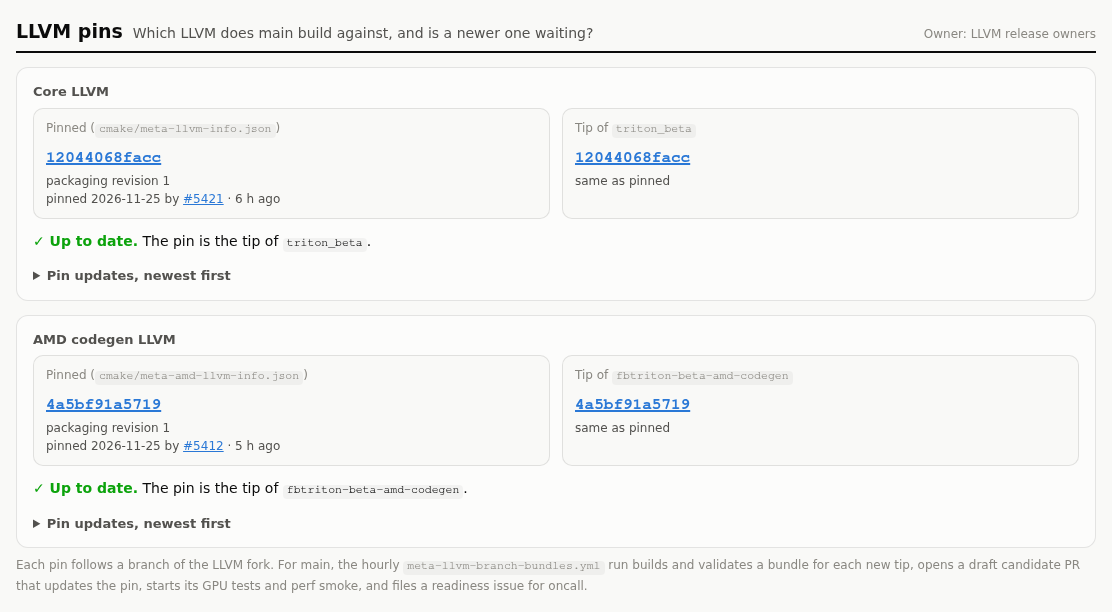 LLVM pins Which LLVM does main build against, and is a newer one waiting? Owner: LLVM release owners
Core LLVM
Pinned (cmake/meta-llvm-info.json)
12044068facc
packaging revision 1
pinned 2026-11-25 by #5421 · 6 h ago
Tip of triton_beta
12044068facc
same as pinned
✓ Up to date. The pin is the tip of triton_beta.
▶ Pin updates, newest first
AMD codegen LLVM
Pinned (cmake/meta-amd-llvm-info.json)
4a5bf91a5719
packaging revision 1
pinned 2026-11-25 by #5412 · 5 h ago
Tip of fbtriton-beta-amd-codegen
4a5bf91a5719
same as pinned
✓ Up to date. The pin is the tip of fbtriton-beta-amd-codegen.
▶ Pin updates, newest first
Each pin follows a branch of the LLVM fork. For main, the hourly meta-llvm-branch-bundles.yml run builds and validates a bundle for each new tip, opens a draft candidate PR
that updates the pin, starts its GPU tests and perf smoke, and files a readiness issue for oncall.